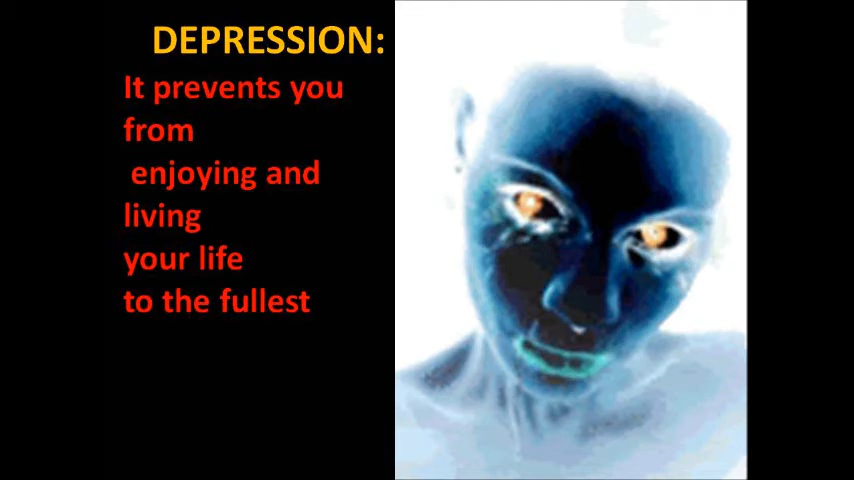 DEPRESSION:
It prevents you
from
enjoying and
living
your life
to the fullest